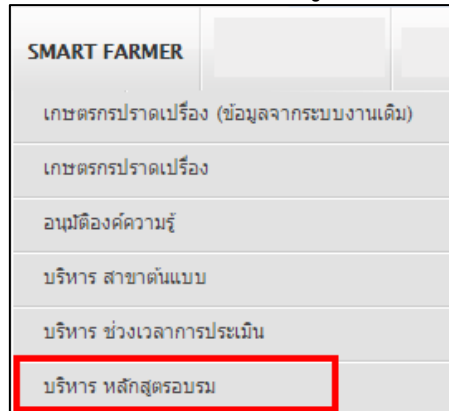 SMART FARMER
เกษตรกรปราดเปรื่อง (ข้อมูลจากระบบงานเดิม)
เกษตรกรปราดเปรื่อง
อนุมัติองค์ความรู้
บริหาร สาขาต้นแบบ
บริหาร ช่วงเวลาการประเมิน
บริหาร หลักสูตรอบรม